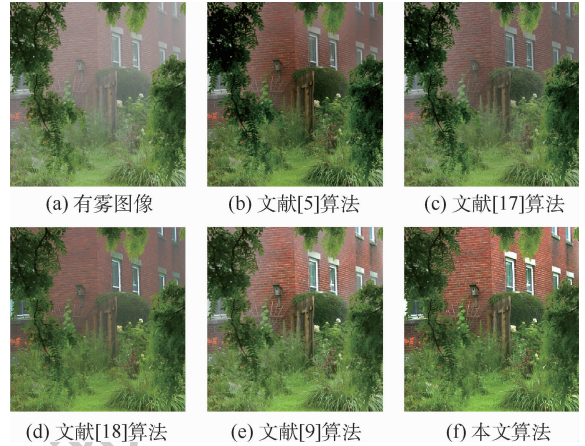 (a) 有雾图像
(b) 文献[5]算法
(c) 文献[17]算法
(d) 文献[18]算法
(e) 文献[9]算法
(f) 本文算法